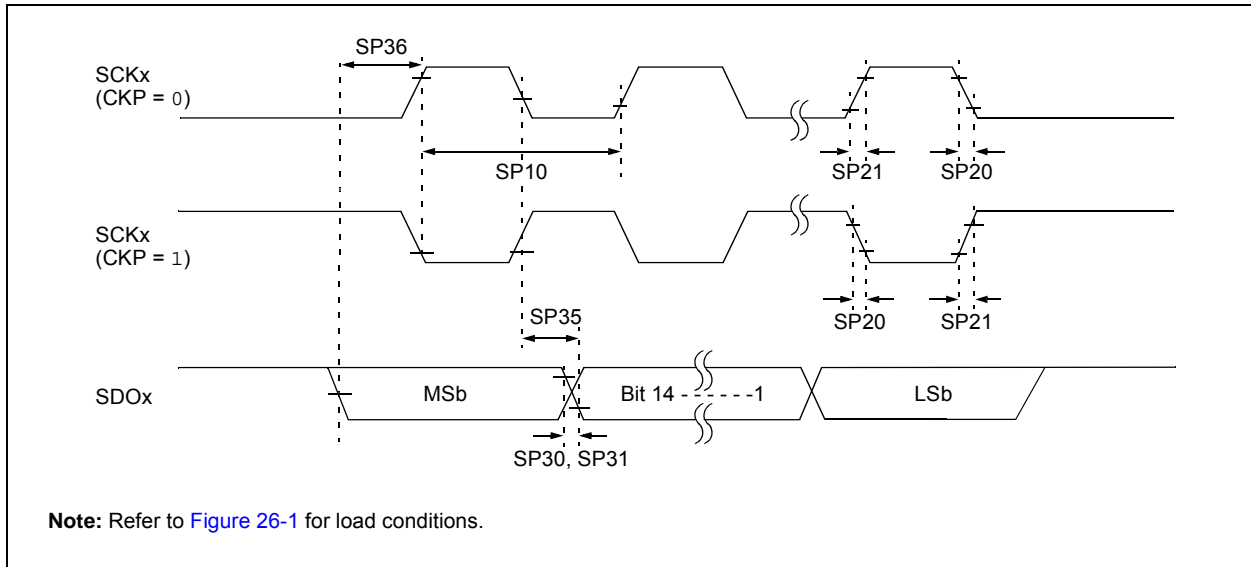 SP36
SCKx
(CKP = 0)
SP10
SP21
SP20
SCKx
(CKP = 1)
SP35
SP20
SP21
SDOx
MSb
Bit 14 - - - - - -1
LSb
SP30, SP31
Note: Refer to Figure 26-1 for load conditions.